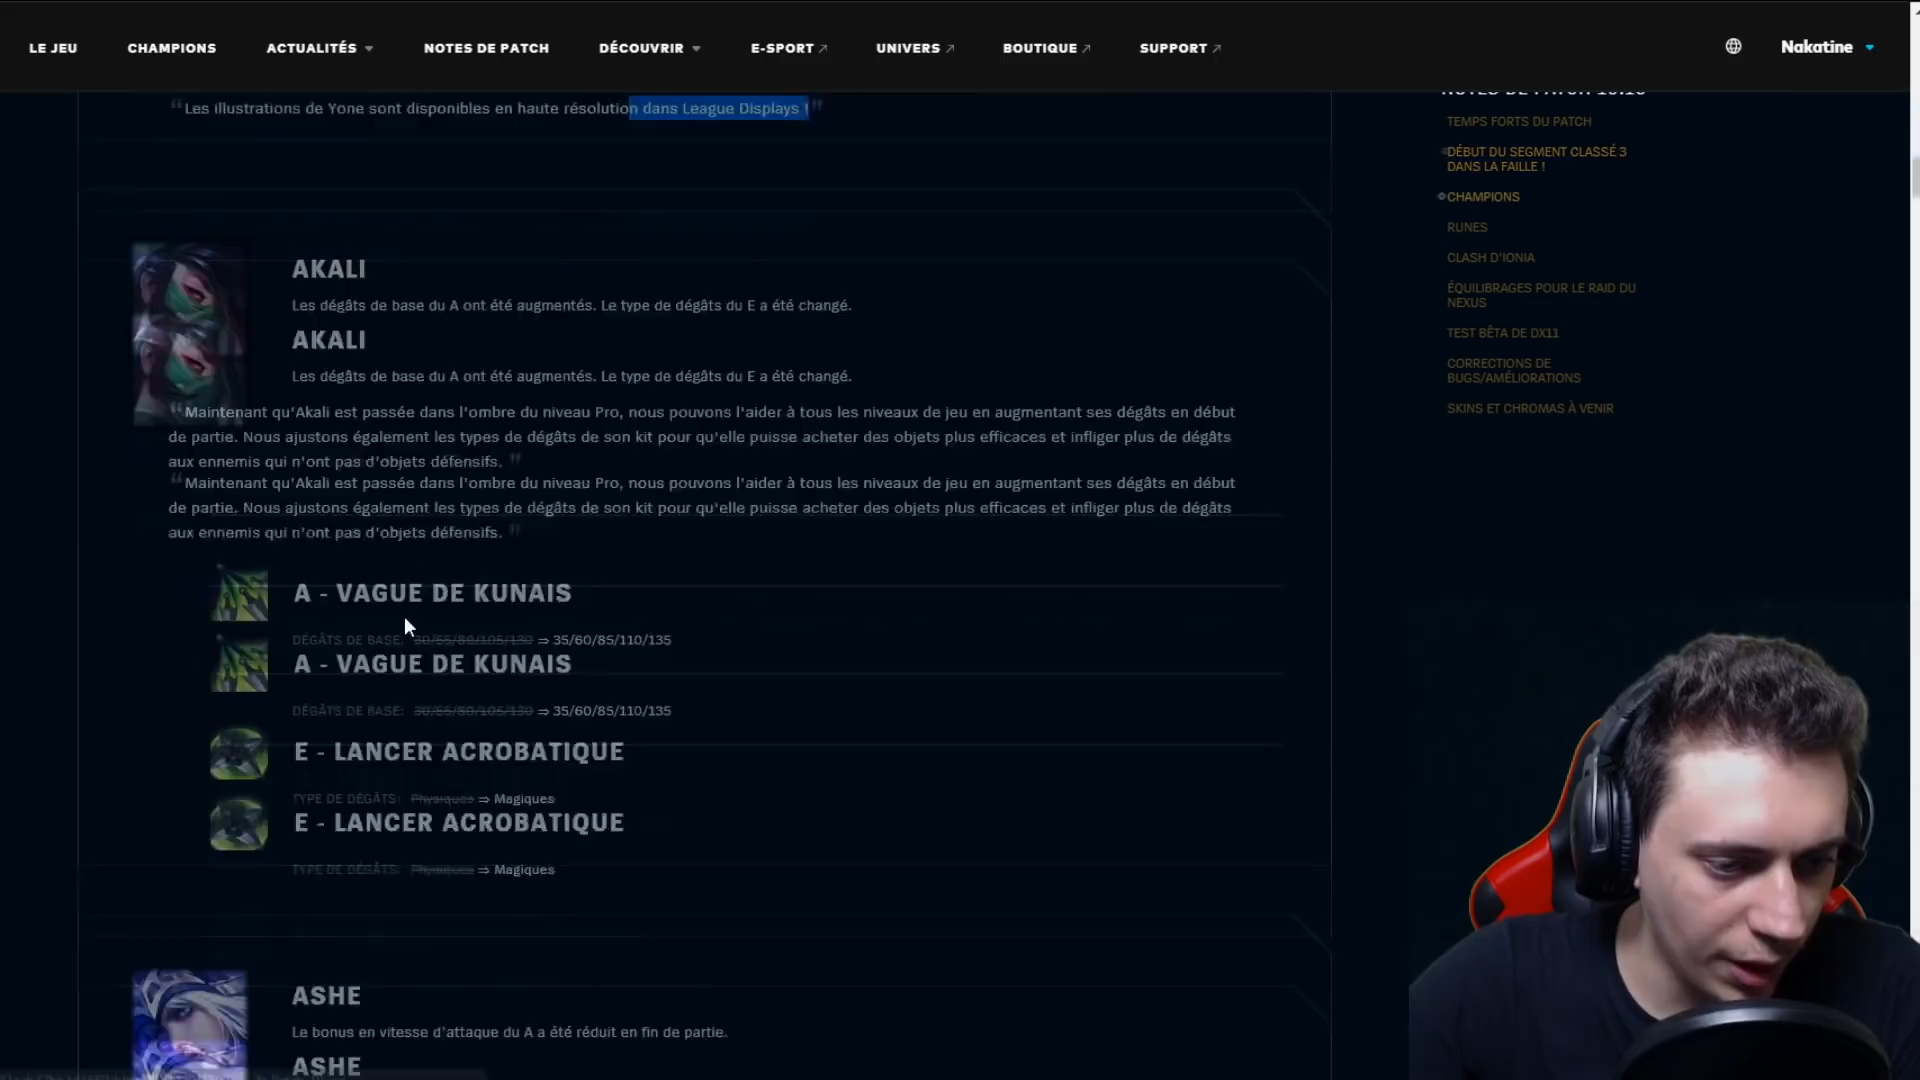 LE JEU CHAMPIONS ACTUALITÉS NOTES DE PATCH DÉCOUVRIR E-SPORT UNIVERS BOUTIQUE SUPPORT Nakatine
“Les illustrations de Yone sont disponibles en haute résolution dans League Displays !”
AKALI
Les dégâts de base du A ont été augmentés. Le type de dégâts du E a été changé.
AKALI
Les dégâts de base du A ont été augmentés. Le type de dégâts du E a été changé.
“Maintenant qu'Akali est passée dans l'ombre du niveau Pro, nous pouvons l'aider à tous les niveaux de jeu en augmentant ses dégâts en début
de partie. Nous ajustons également les types de dégâts de son kit pour qu'elle puisse acheter des objets plus efficaces et infliger plus de dégâts
aux ennemis qui n'ont pas d'objets défensifs. ”
“Maintenant qu'Akali est passée dans l'ombre du niveau Pro, nous pouvons l'aider à tous les niveaux de jeu en augmentant ses dégâts en début
de partie. Nous ajustons également les types de dégâts de son kit pour qu'elle puisse acheter des objets plus efficaces et infliger plus de dégâts
aux ennemis qui n'ont pas d'objets défensifs. ”
A - VAGUE DE KUNAIS
DÉGÂTS DE BASE: 30/55/80/105/130 ⇒ 35/60/85/110/135
A - VAGUE DE KUNAIS
DÉGÂTS DE BASE: 30/55/80/105/130 ⇒ 35/60/85/110/135
E - LANCER ACROBATIQUE
TYPE DE DÉGÂTS: Physiques ⇒ Magiques
E - LANCER ACROBATIQUE
TYPE DE DÉGÂTS: Physiques ⇒ Magiques
ASHE
Le bonus en vitesse d'attaque du A a été réduit en fin de partie.
ASHE
NOTES DE PATCH
TEMPS FORTS DU PATCH
DÉBUT DU SEGMENT CLASSÉ 3
DANS LA FAILLE !
CHAMPIONS
RUNES
CLASH D'IONIA
ÉQUILIBRAGES POUR LE RAID DU
NEXUS
TEST BÊTA DE DX11
CORRECTIONS DE
BUGS/AMÉLIORATIONS
SKINS ET CHROMAS À VENIR